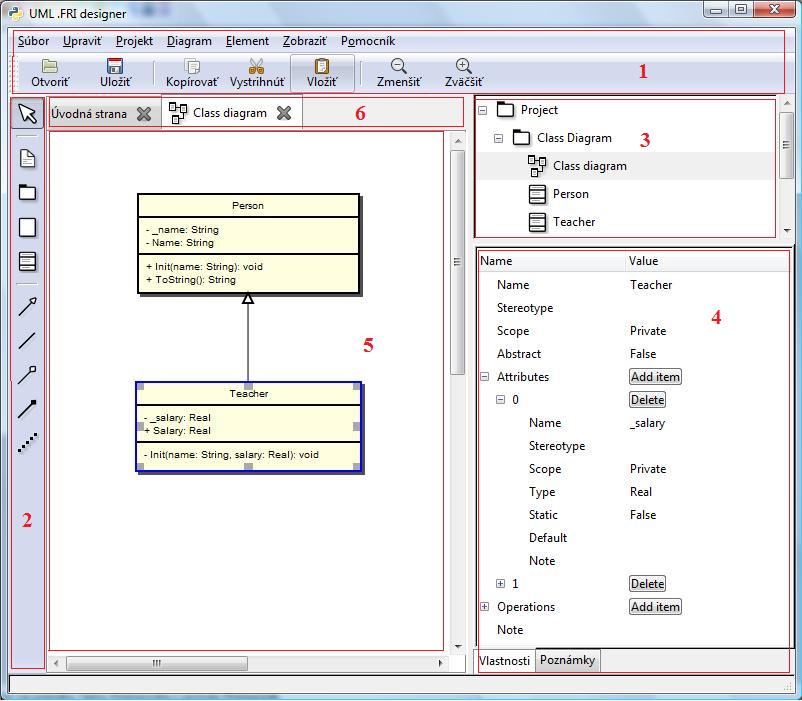 UML .FRI designer
Súbor Upraviť Projekt Diagram Element Zobraziť Pomocník
Otvoriť Uložiť Kopírovať Vystrihnúť Vložiť Zmenšiť Zväčšiť
1
Úvodná strana Class diagram 6
2
Person
- _name: String
- Name: String
+ Init(name: String): void
+ ToString(): String
5
Teacher
- _salary: Real
+ Salary: Real
- Init(name: String, salary: Real): void
Project
Class Diagram
3
Class diagram
Person
Teacher
Name Value
Name Teacher
Stereotype
4
Scope Private
Abstract False
Attributes Add item
0 Delete
Name _salary
Stereotype
Scope Private
Type Real
Static False
Default
Note
1 Delete
Operations Add item
Note
Vlastnosti Poznámky